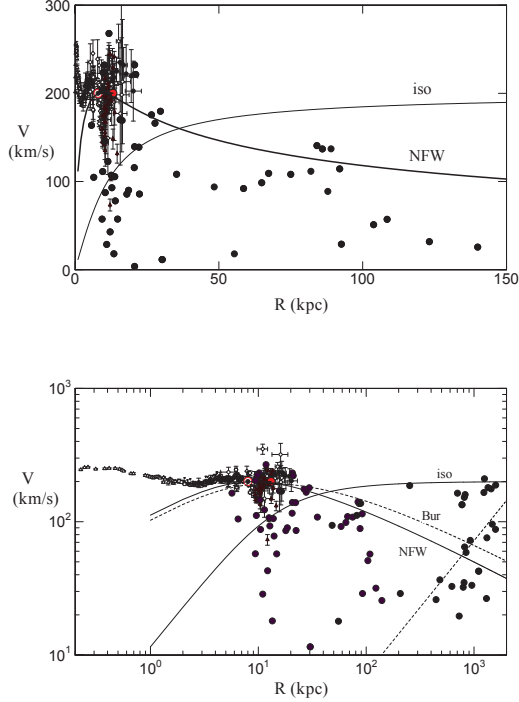 300
200
V
(km/s)
100
0
iso
NFW
0 50 100 150
R (kpc)
10³
V
(km/s)
10²
10¹
iso
Bur
NFW
10⁰ 10¹ 10² 10³
R (kpc)